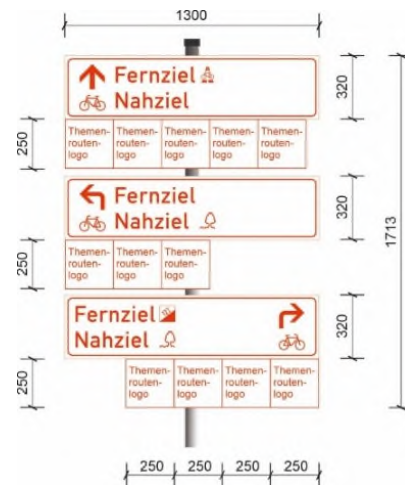 1300
Fernziel
Nahziel
320
250
Themen- Themen- Themen- Themen- Themen-
routen- routen- routen- routen- routen-
logo logo logo logo logo
Fernziel
Nahziel
320
1713
250
Themen- Themen- Themen-
routen- routen- routen-
logo logo logo
Fernziel
Nahziel
320
250
Themen- Themen- Themen- Themen-
routen- routen- routen- routen-
logo logo logo logo
250 250 250 250